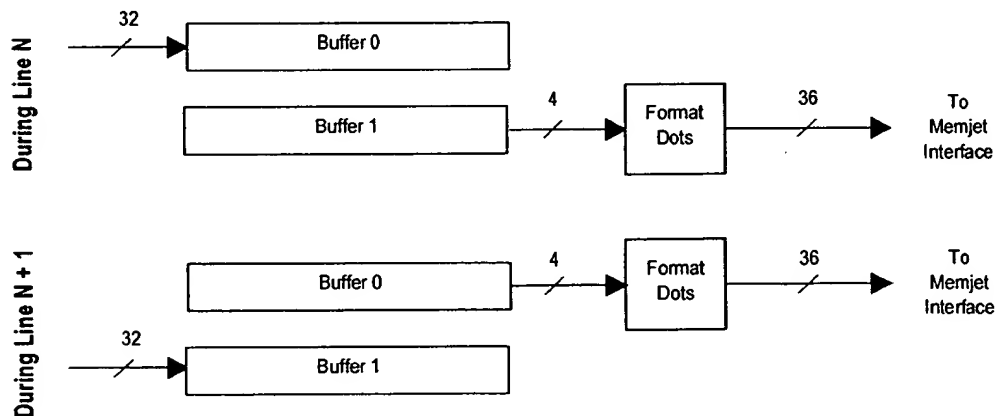 During Line N
32
Buffer 0
Buffer 1
4
Format
Dots
36
To
Memjet
Interface
During Line N + 1
Buffer 0
4
Format
Dots
36
To
Memjet
Interface
32
Buffer 1